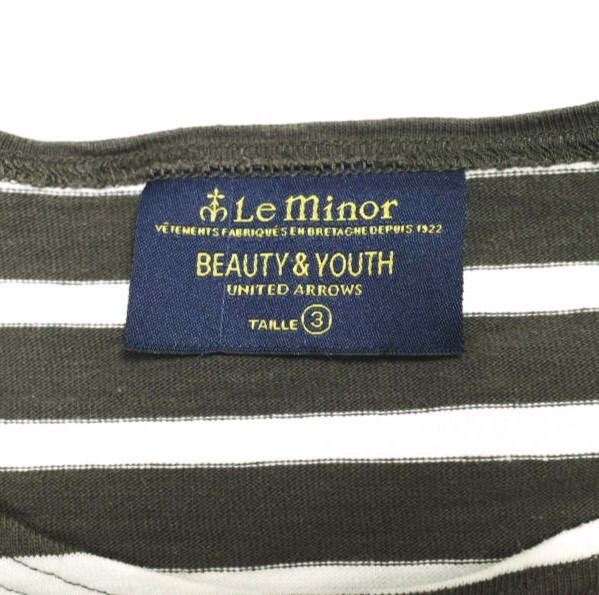 Le Minor
VÊTEMENTS FABRIQUÉS EN BRETAGNE DEPUIS 1922
BEAUTY & YOUTH
UNITED ARROWS
TAILLE 3